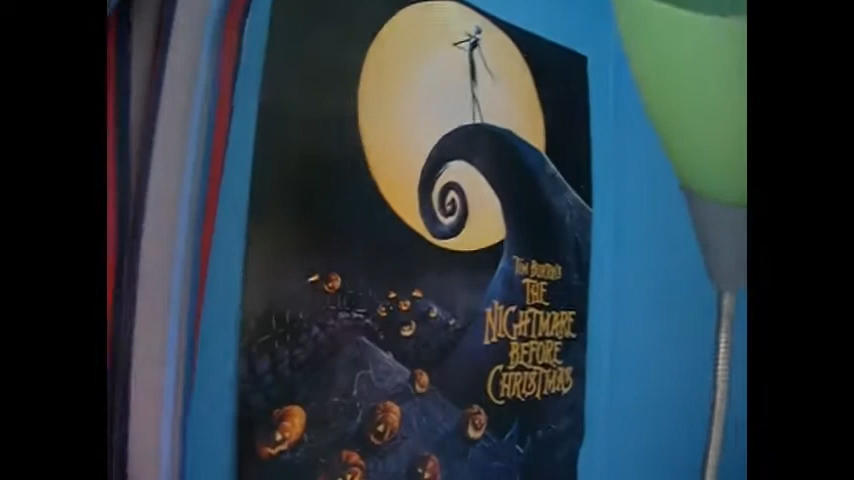 TIM BURTON'S
THE
NIGHTMARE
BEFORE
CHRISTMAS